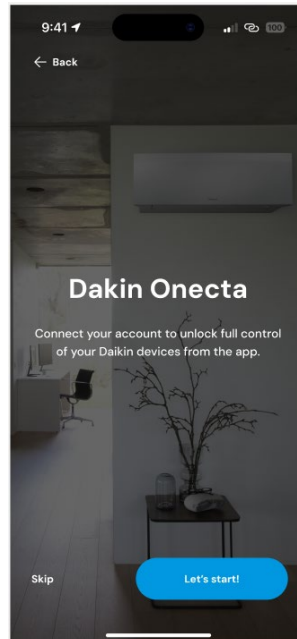 9:41
100
Back
Dakin Onecta
Connect your account to unlock full control
of your Daikin devices from the app.
Skip
Let's start!